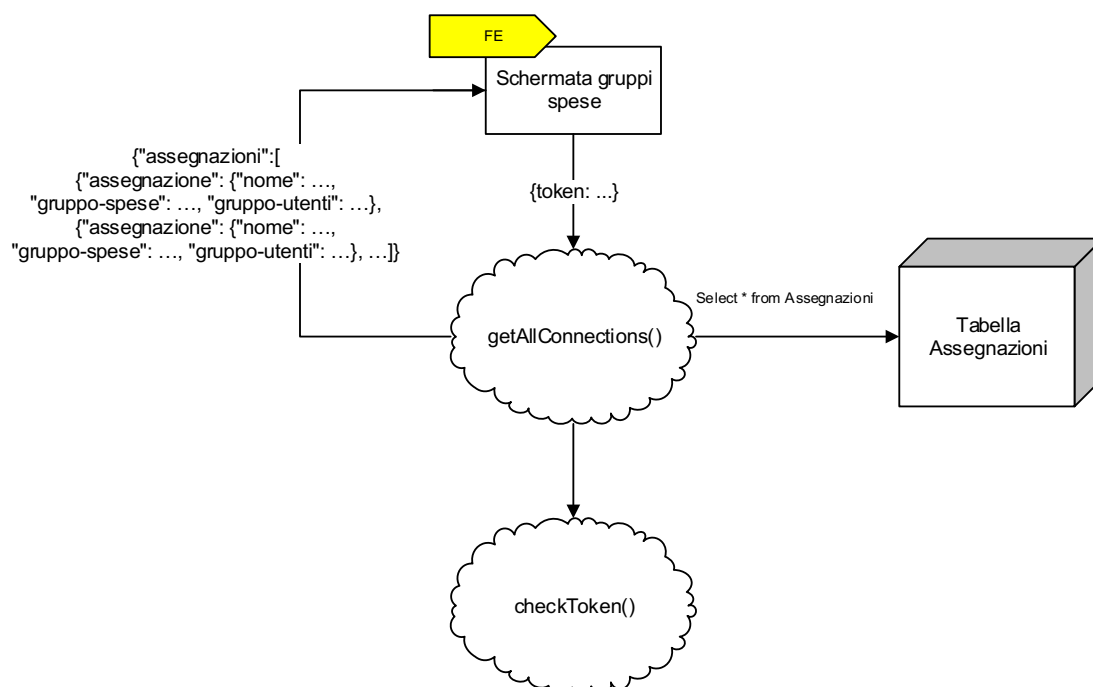 FE
Schermata gruppi
spese
{"assegnazioni":[
{"assegnazione": {"nome": …,
"gruppo-spese": …, "gruppo-utenti": …},
{"assegnazione": {"nome": …,
"gruppo-spese": …, "gruppo-utenti": …}, …]}
{token: ...}
getAllConnections()
Select * from Assegnazioni
Tabella
Assegnazioni
checkToken()